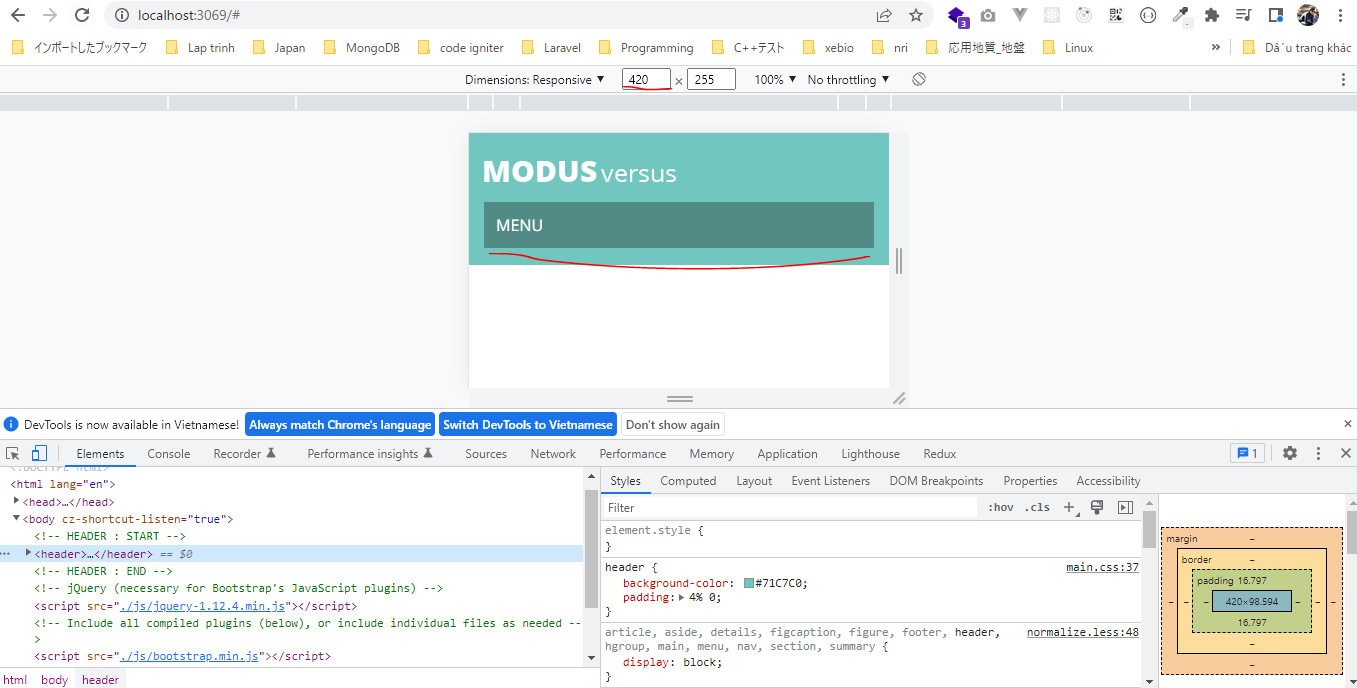 localhost:3069/#
3
インポートしたブックマーク Lap trinh Japan MongoDB code igniter Laravel Programming C++テスト xebio nri 応用地質_地盤 Linux » Dấu trang khác
Dimensions: Responsive ▼ 420 × 255 100% ▼ No throttling ▼
MODUS versus
MENU
DevTools is now available in Vietnamese! Always match Chrome's language Switch DevTools to Vietnamese Don't show again ×
Elements Console Recorder Performance insights Sources Network Performance Memory Application Lighthouse Redux 1
<!DOCTYPE html>
<html lang="en">
<head>…</head>
<body cz-shortcut-listen="true">
<!-- HEADER : START -->
<header>…</header> == $0
<!-- HEADER : END -->
<!-- jQuery (necessary for Bootstrap's JavaScript plugins) -->
<script src="./js/jquery-1.12.4.min.js"></script>
<!-- Include all compiled plugins (below), or include individual files as needed --
>
<script src="./js/bootstrap.min.js"></script>
html body header
Styles Computed Layout Event Listeners DOM Breakpoints Properties Accessibility
Filter :hov .cls +
element.style {
}
header { main.css:37
background-color: #71C7C0;
padding: 4% 0;
}
article, aside, details, figcaption, figure, footer, header, normalize.less:48
hgroup, main, menu, nav, section, summary {
display: block;
}
margin –
border –
padding 16.797
– – – 420×98.594 – – –
16.797
–
–